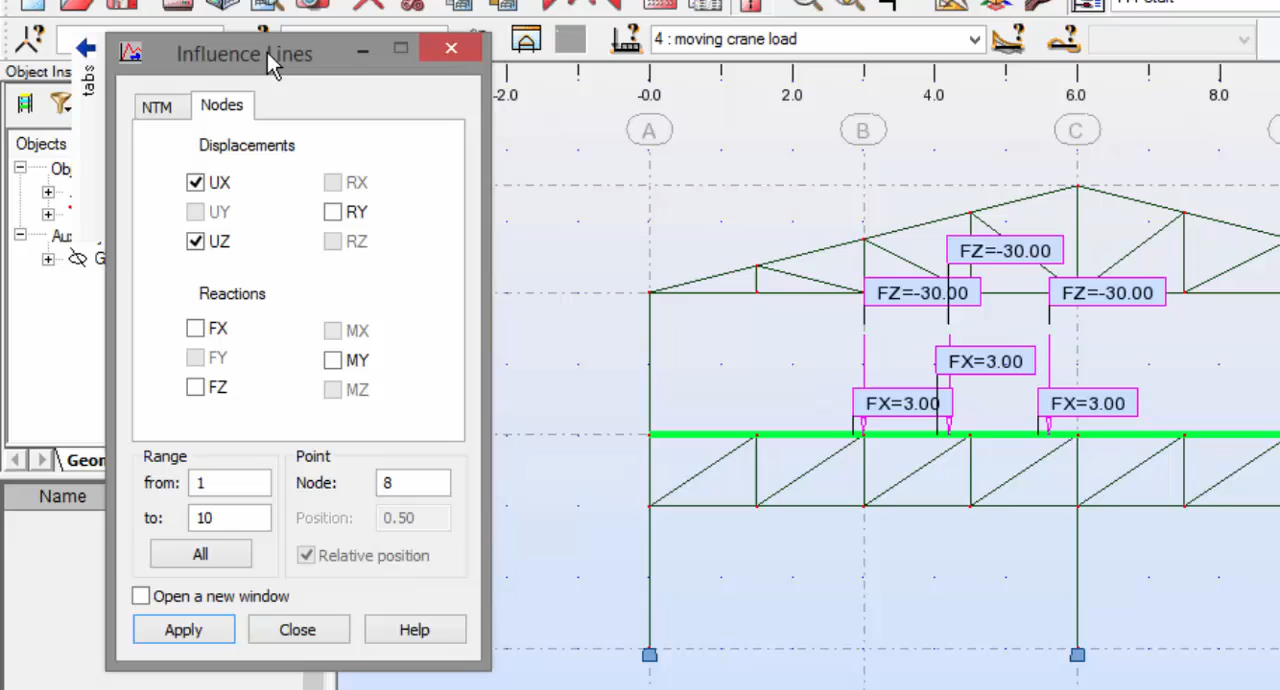 4 : moving crane load
Object Ins
tabs
Influence Lines
-2.0 -0.0 2.0 4.0 6.0 8.0
NTM Nodes
A B C
Objects
Displacements
Obj
UX RX
UY RY
UZ RZ
Aux
G
FZ=-30.00
FZ=-30.00 FZ=-30.00
Reactions
FX MX
FY MY
FZ MZ
FX=3.00
FX=3.00 FX=3.00
Range Point
Geom
from: 1 Node: 8
Name
to: 10 Position: 0.50
All Relative position
Open a new window
Apply Close Help